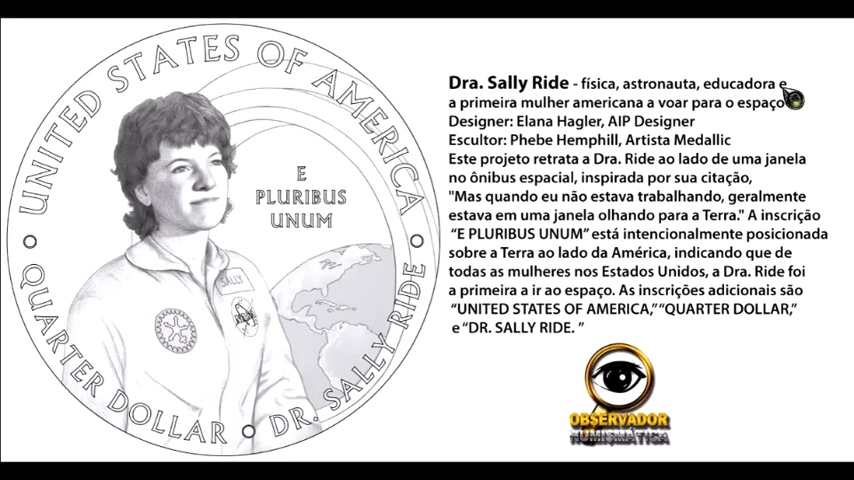 UNITED STATES OF AMERICA
E
PLURIBUS
UNUM
SALLY
QUARTER DOLLAR
DR. SALLY RIDE
Dra. Sally Ride - física, astronauta, educadora e
a primeira mulher americana a voar para o espaço
Designer: Elana Hagler, AIP Designer
Escultor: Phebe Hemphill, Artista Medallic
Este projeto retrata a Dra. Ride ao lado de uma janela
no ônibus espacial, inspirada por sua citação,
"Mas quando eu não estava trabalhando, geralmente
estava em uma janela olhando para a Terra." A inscrição
“E PLURIBUS UNUM” está intencionalmente posicionada
sobre a Terra ao lado da América, indicando que de
todas as mulheres nos Estados Unidos, a Dra. Ride foi
a primeira a ir ao espaço. As inscrições adicionais são
“UNITED STATES OF AMERICA,” “QUARTER DOLLAR,”
e “DR. SALLY RIDE. ”
OBSERVADOR
NUMISMÁTICA